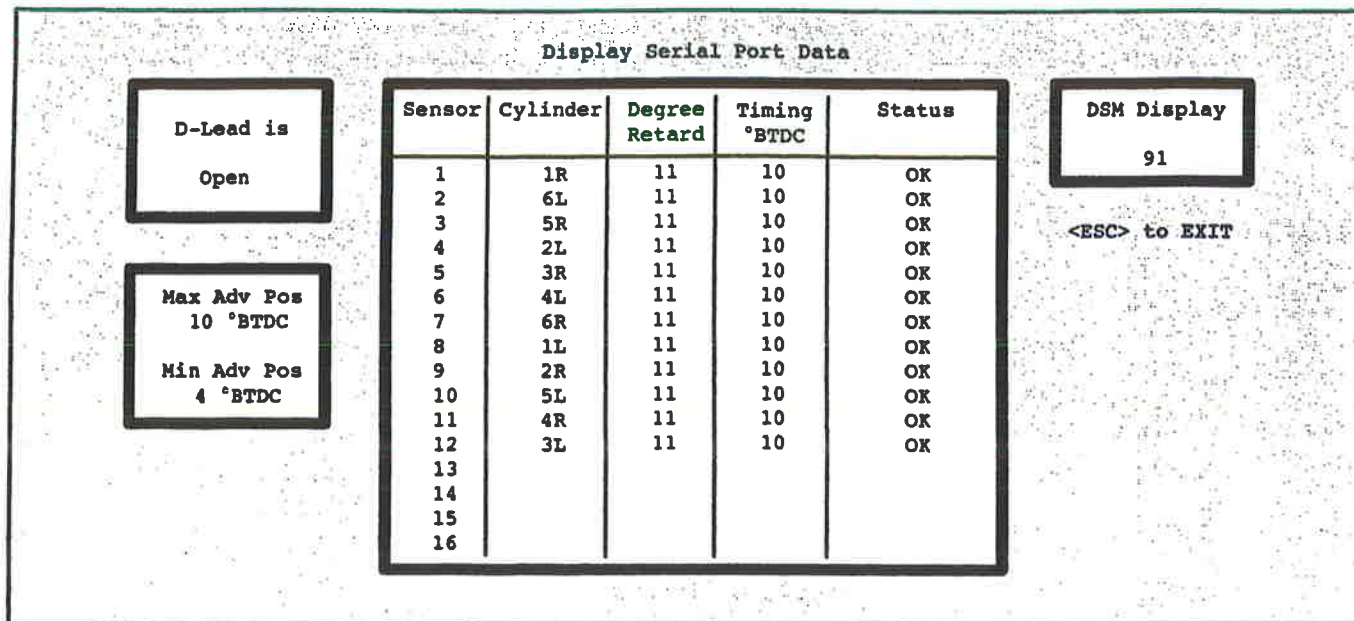 Display Serial Port Data
D-Lead is
Open
Max Adv Pos
10 °BTDC
Min Adv Pos
4 °BTDC
Sensor Cylinder Degree Retard Timing °BTDC Status
1 1R 11 10 OK
2 6L 11 10 OK
3 5R 11 10 OK
4 2L 11 10 OK
5 3R 11 10 OK
6 4L 11 10 OK
7 6R 11 10 OK
8 1L 11 10 OK
9 2R 11 10 OK
10 5L 11 10 OK
11 4R 11 10 OK
12 3L 11 10 OK
13
14
15
16
DSM Display
91
<ESC> to EXIT